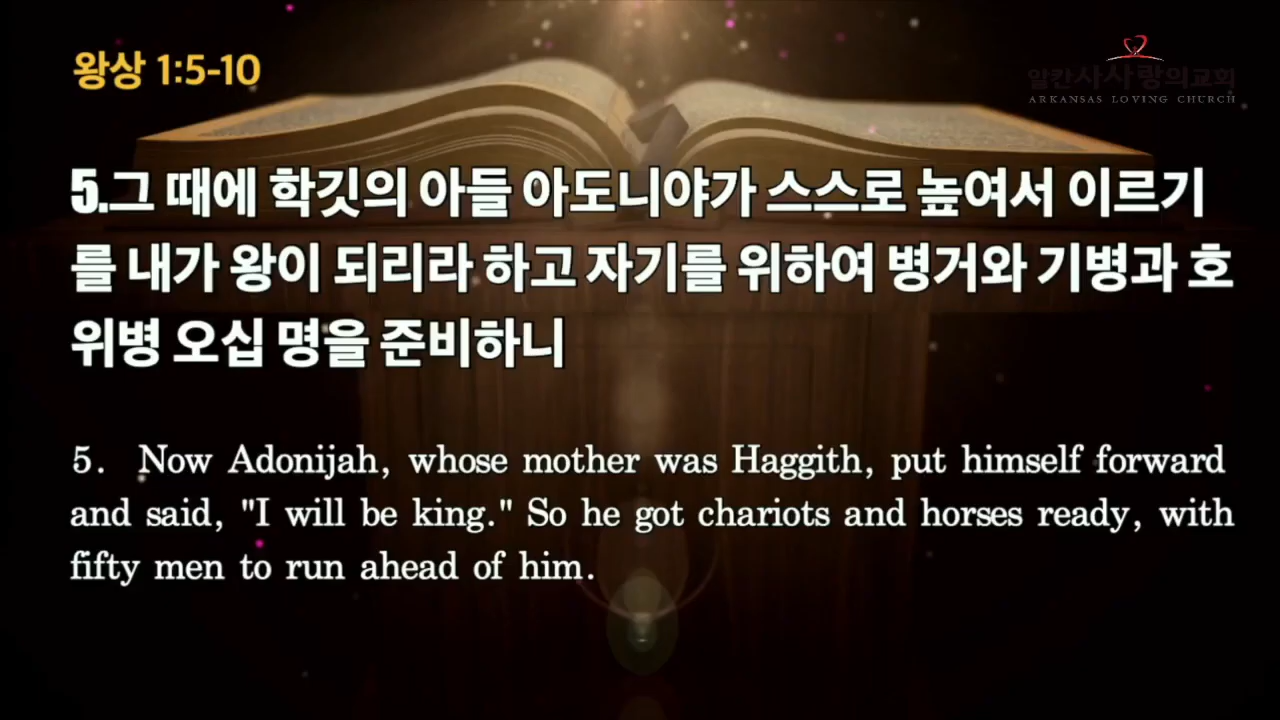 왕상 1:5-10
알칸사사랑의교회
ARKANSAS LOVING CHURCH
5.그 때에 학깃의 아들 아도니야가 스스로 높여서 이르기
를 내가 왕이 되리라 하고 자기를 위하여 병거와 기병과 호
위병 오십 명을 준비하니
5. Now Adonijah, whose mother was Haggith, put himself forward
and said, "I will be king." So he got chariots and horses ready, with
fifty men to run ahead of him.